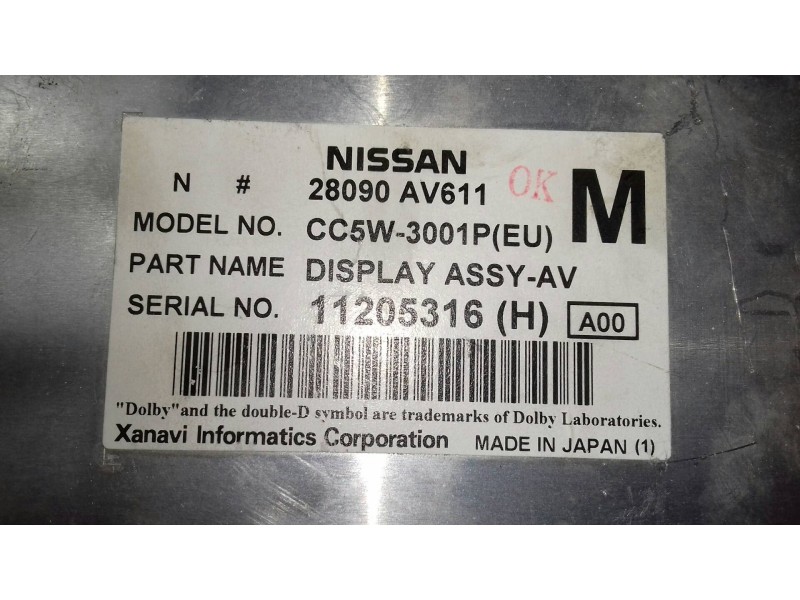 NISSAN
N # 28090 AV611 OK M
MODEL NO. CC5W-3001P(EU)
PART NAME DISPLAY ASSY-AV
SERIAL NO. 11205316 (H) A00
"Dolby"and the double-D symbol are trademarks of Dolby Laboratories.
Xanavi Informatics Corporation MADE IN JAPAN (1)